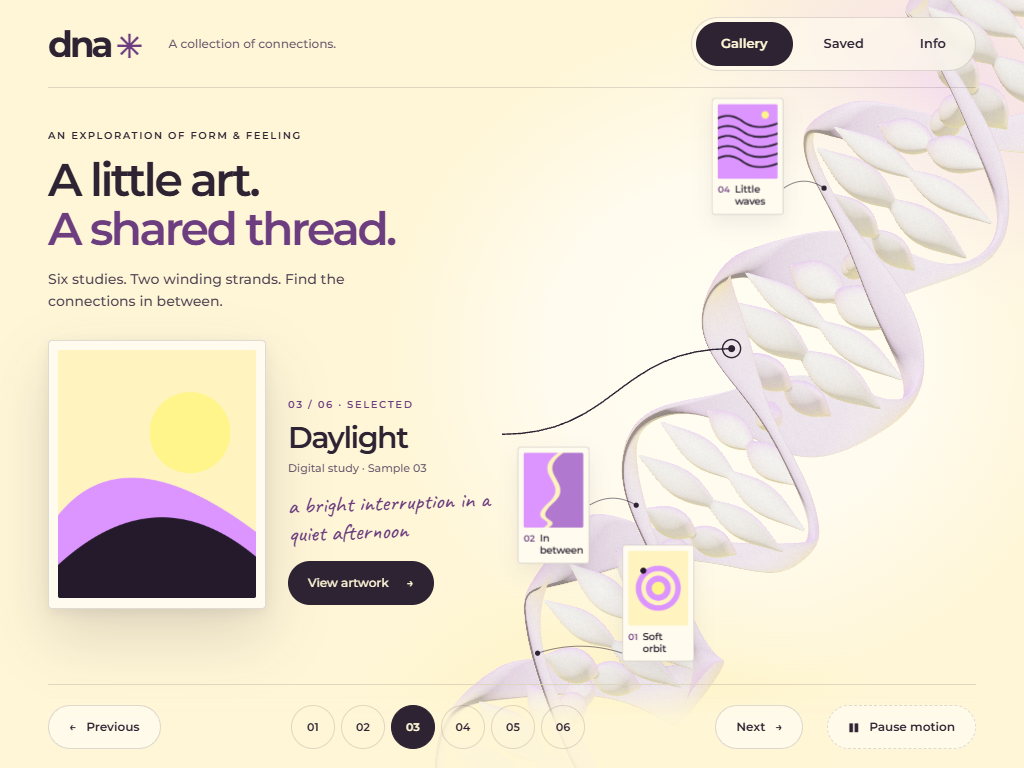 dna
A collection of connections.
Gallery
Saved
Info
AN EXPLORATION OF FORM & FEELING
A little art.
A shared thread.
Six studies. Two winding strands. Find the
connections in between.
04 Little
waves
03 / 06 · SELECTED
Daylight
Digital study · Sample 03
a bright interruption in a
quiet afternoon
View artwork →
02 In
between
01 Soft
orbit
← Previous
01
02
03
04
05
06
Next →
Pause motion